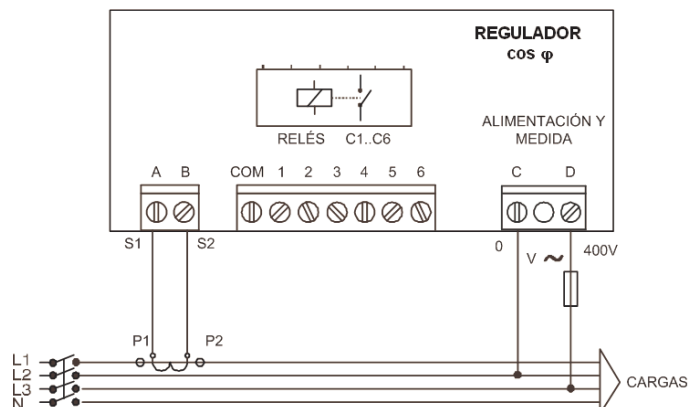 REGULADOR
cos φ
RELÉS C1..C6
ALIMENTACIÓN Y
MEDIDA
A B COM 1 2 3 4 5 6 C D
S1 S2 0 V ~ 400V
P1 P2
L1
L2
L3
N
CARGAS